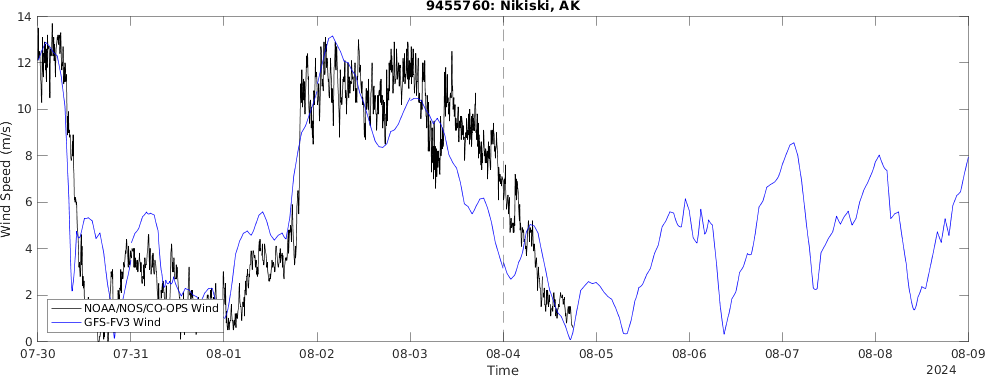 9455760: Nikiski, AK
Wind Speed (m/s)
14
12
10
8
6
4
2
0
NOAA/NOS/CO-OPS Wind
GFS-FV3 Wind
07-30 07-31 08-01 08-02 08-03 08-04 08-05 08-06 08-07 08-08 08-09
Time
2024